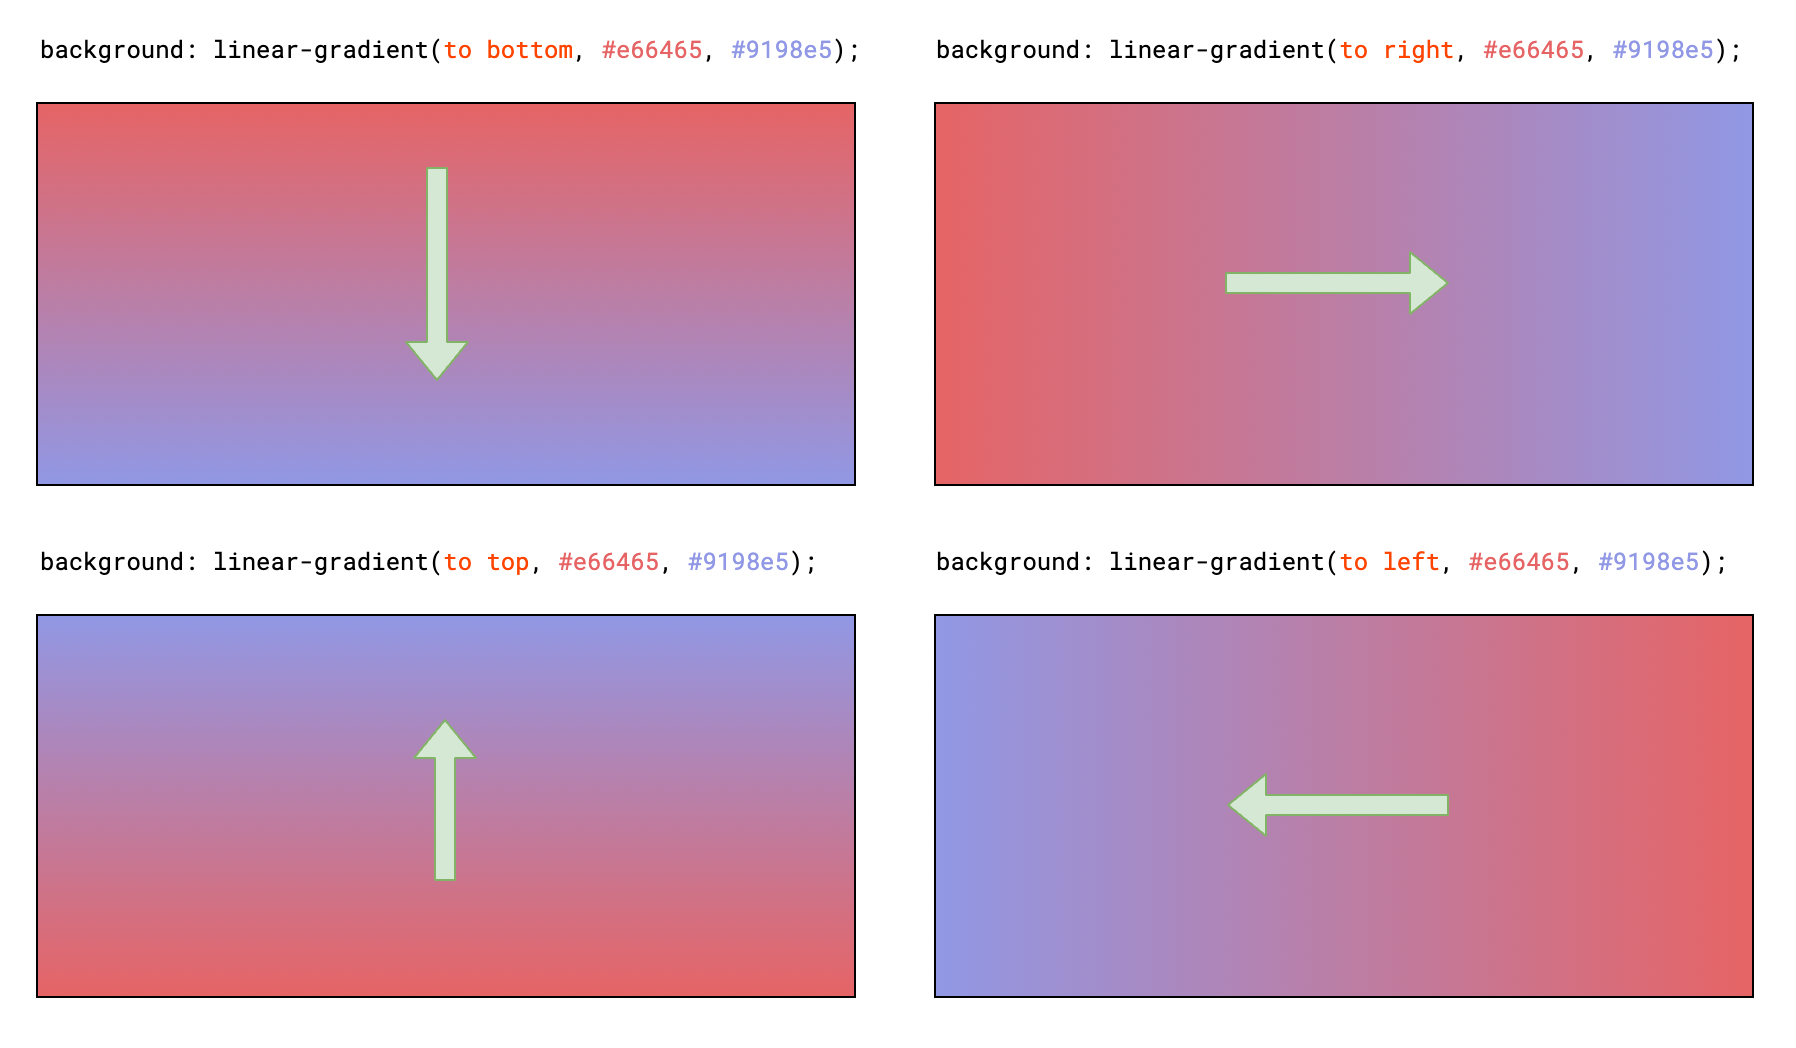 background: linear-gradient(to bottom, #e66465, #9198e5);
background: linear-gradient(to right, #e66465, #9198e5);
background: linear-gradient(to top, #e66465, #9198e5);
background: linear-gradient(to left, #e66465, #9198e5);